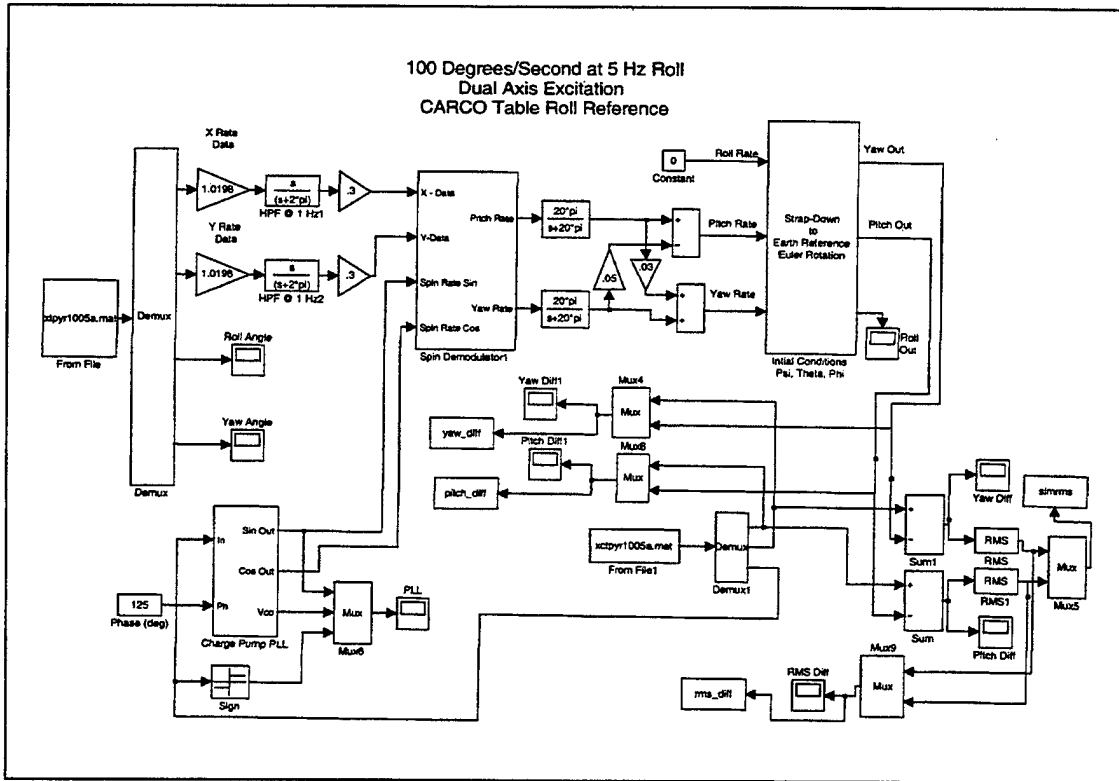 100 Degrees/Second at 5 Hz Roll
Dual Axis Excitation
CARCO Table Roll Reference
X Rate
Data
1.0198
s
(s+2*pi)
HPF @ 1 Hz1
.3
Y Rate
Data
1.0196
s
(s+2*pi)
HPF @ 1 Hz2
.3
xctpyr1005a.mat
From File
Demux
Demux
Roll Angle
Yaw Angle
X - Data
Y-Data
Spin Rate Sin
Spin Rate Cos
Pitch Rate
Yaw Rate
Spin Demodulator1
20*pi
s+20*pi
20*pi
s+20*pi
.05
.03
+
-
+
+
0
Constant
Roll Rate
Pitch Rate
Yaw Rate
Strap-Down
to
Earth Reference
Euler Rotation
Intial Conditions
Psi, Theta, Phi
Yaw Out
Pitch Out
Roll
Out
Yaw Diff1
Mux4
Mux
yaw_diff
Pitch Diff1
Mux8
Mux
pitch_diff
xctpyr1005a.mat
From File1
Demux
Demux1
+
-
Sum1
+
-
Sum
Yaw Diff
RMS
RMS
RMS
RMS1
Pitch Diff
simrms
Mux
Mux5
Mux9
Mux
RMS Diff
rms_diff
In
Ph
Sin Out
Cos Out
Vco
Charge Pump PLL
125
Phase (deg)
Mux
Mux6
PLL
Sign